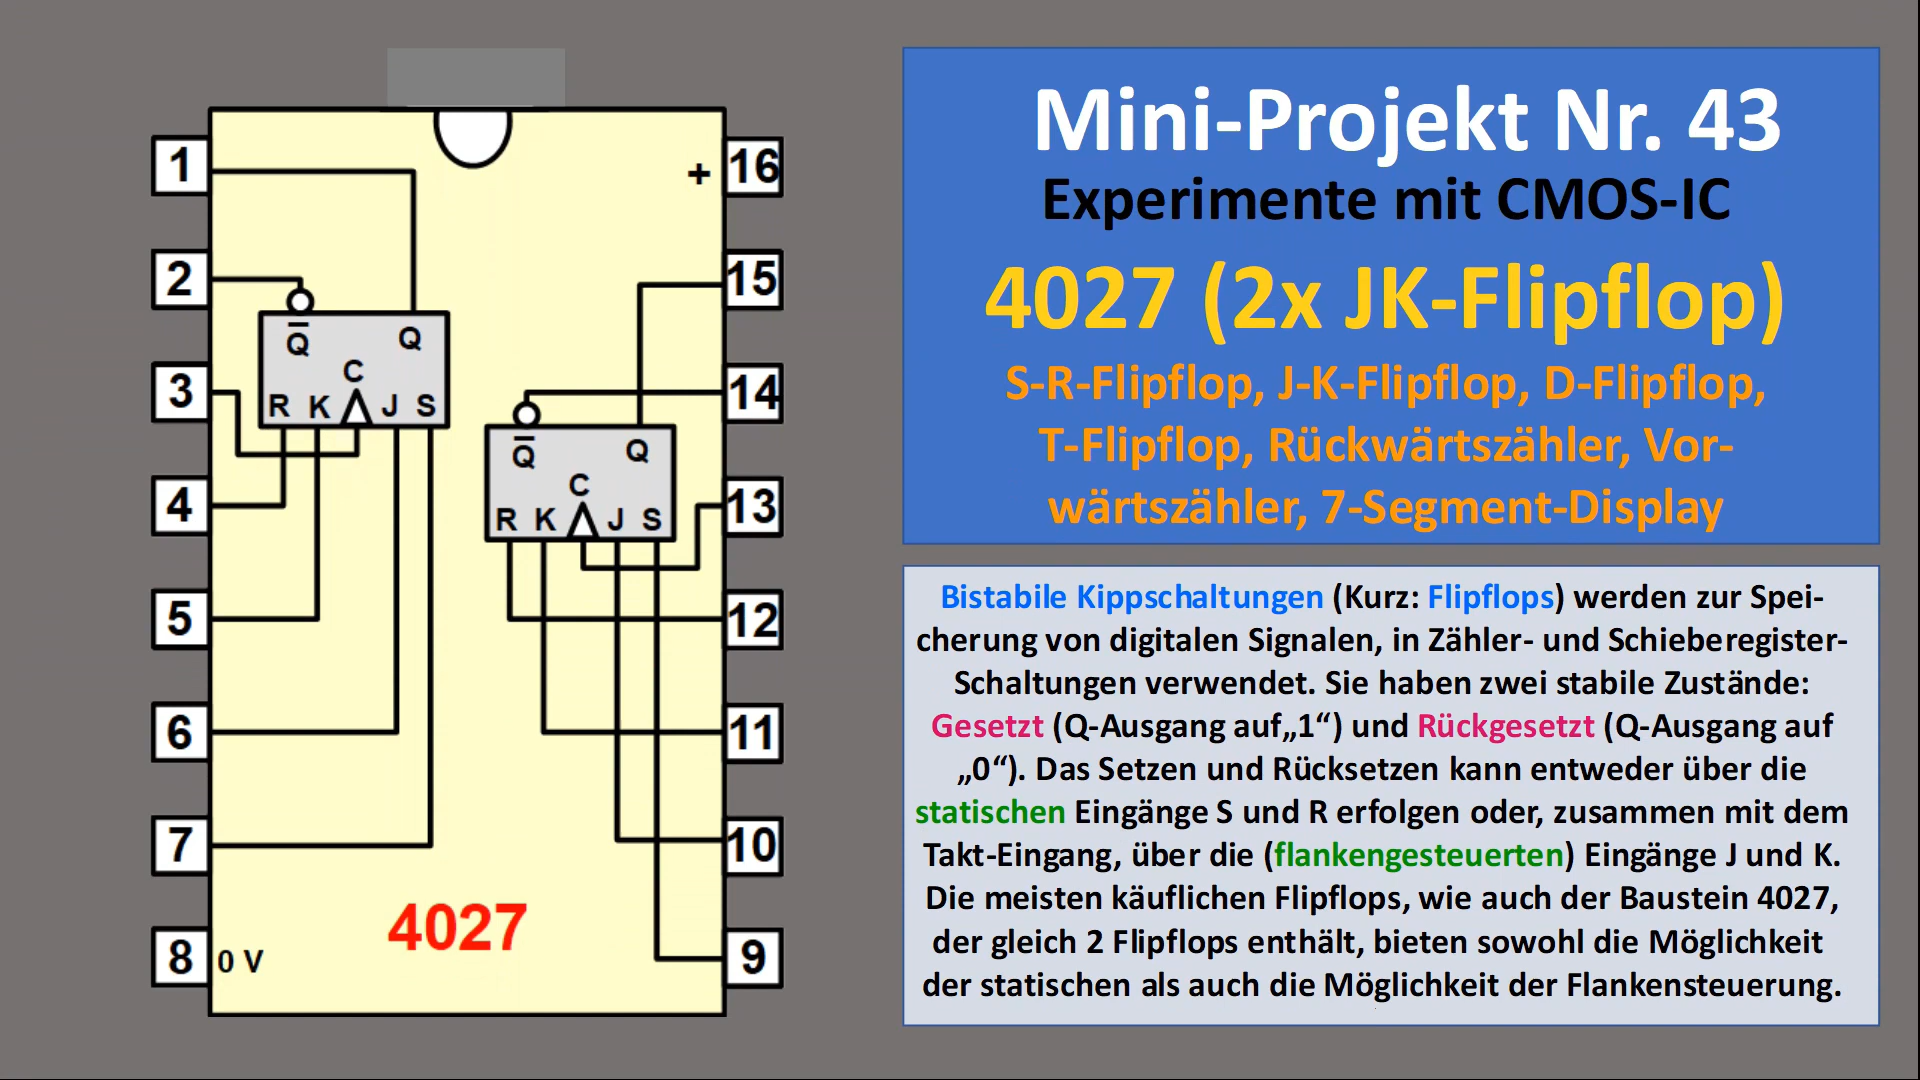 1
2
3
4
5
6
7
8
0 V
Q
Q
C
R K J S
4027
+
16
15
14
13
12
11
10
9
Q
Q
C
R K J S
Mini-Projekt Nr. 43
Experimente mit CMOS-IC
4027 (2x JK-Flipflop)
S-R-Flipflop, J-K-Flipflop, D-Flipflop,
T-Flipflop, Rückwärtszähler, Vor-
wärtszähler, 7-Segment-Display
Bistabile Kippschaltungen (Kurz: Flipflops) werden zur Spei-
cherung von digitalen Signalen, in Zähler- und Schieberegister-
Schaltungen verwendet. Sie haben zwei stabile Zustände:
Gesetzt (Q-Ausgang auf„1“) und Rückgesetzt (Q-Ausgang auf
„0“). Das Setzen und Rücksetzen kann entweder über die
statischen Eingänge S und R erfolgen oder, zusammen mit dem
Takt-Eingang, über die (flankengesteuerten) Eingänge J und K.
Die meisten käuflichen Flipflops, wie auch der Baustein 4027,
der gleich 2 Flipflops enthält, bieten sowohl die Möglichkeit
der statischen als auch die Möglichkeit der Flankensteuerung.